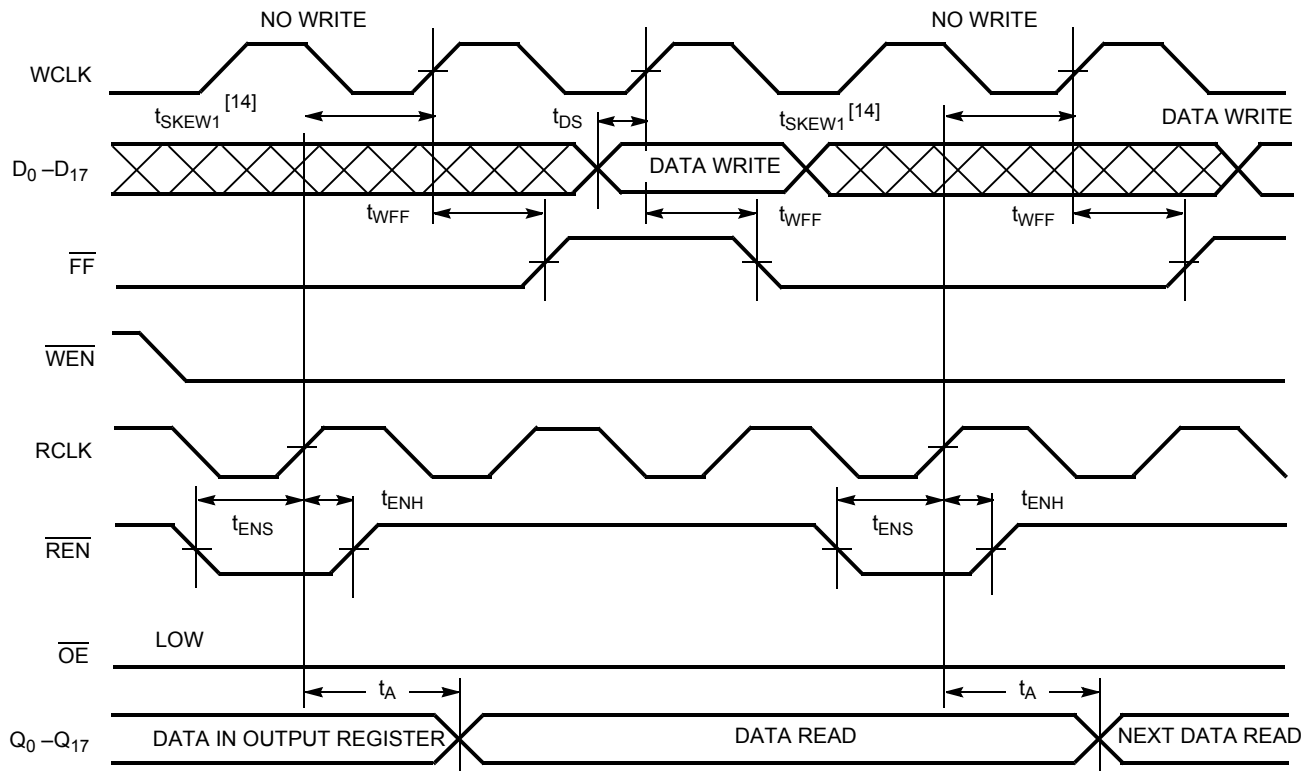 NO WRITE NO WRITE
WCLK
tSKEW1 [14] tDS tSKEW1 [14] DATA WRITE
D0 –D17 DATA WRITE
tWFF tWFF tWFF
FF
WEN
RCLK
tENS tENH tENS tENH
REN
LOW
OE
tA tA
Q0 –Q17 DATA IN OUTPUT REGISTER DATA READ NEXT DATA READ